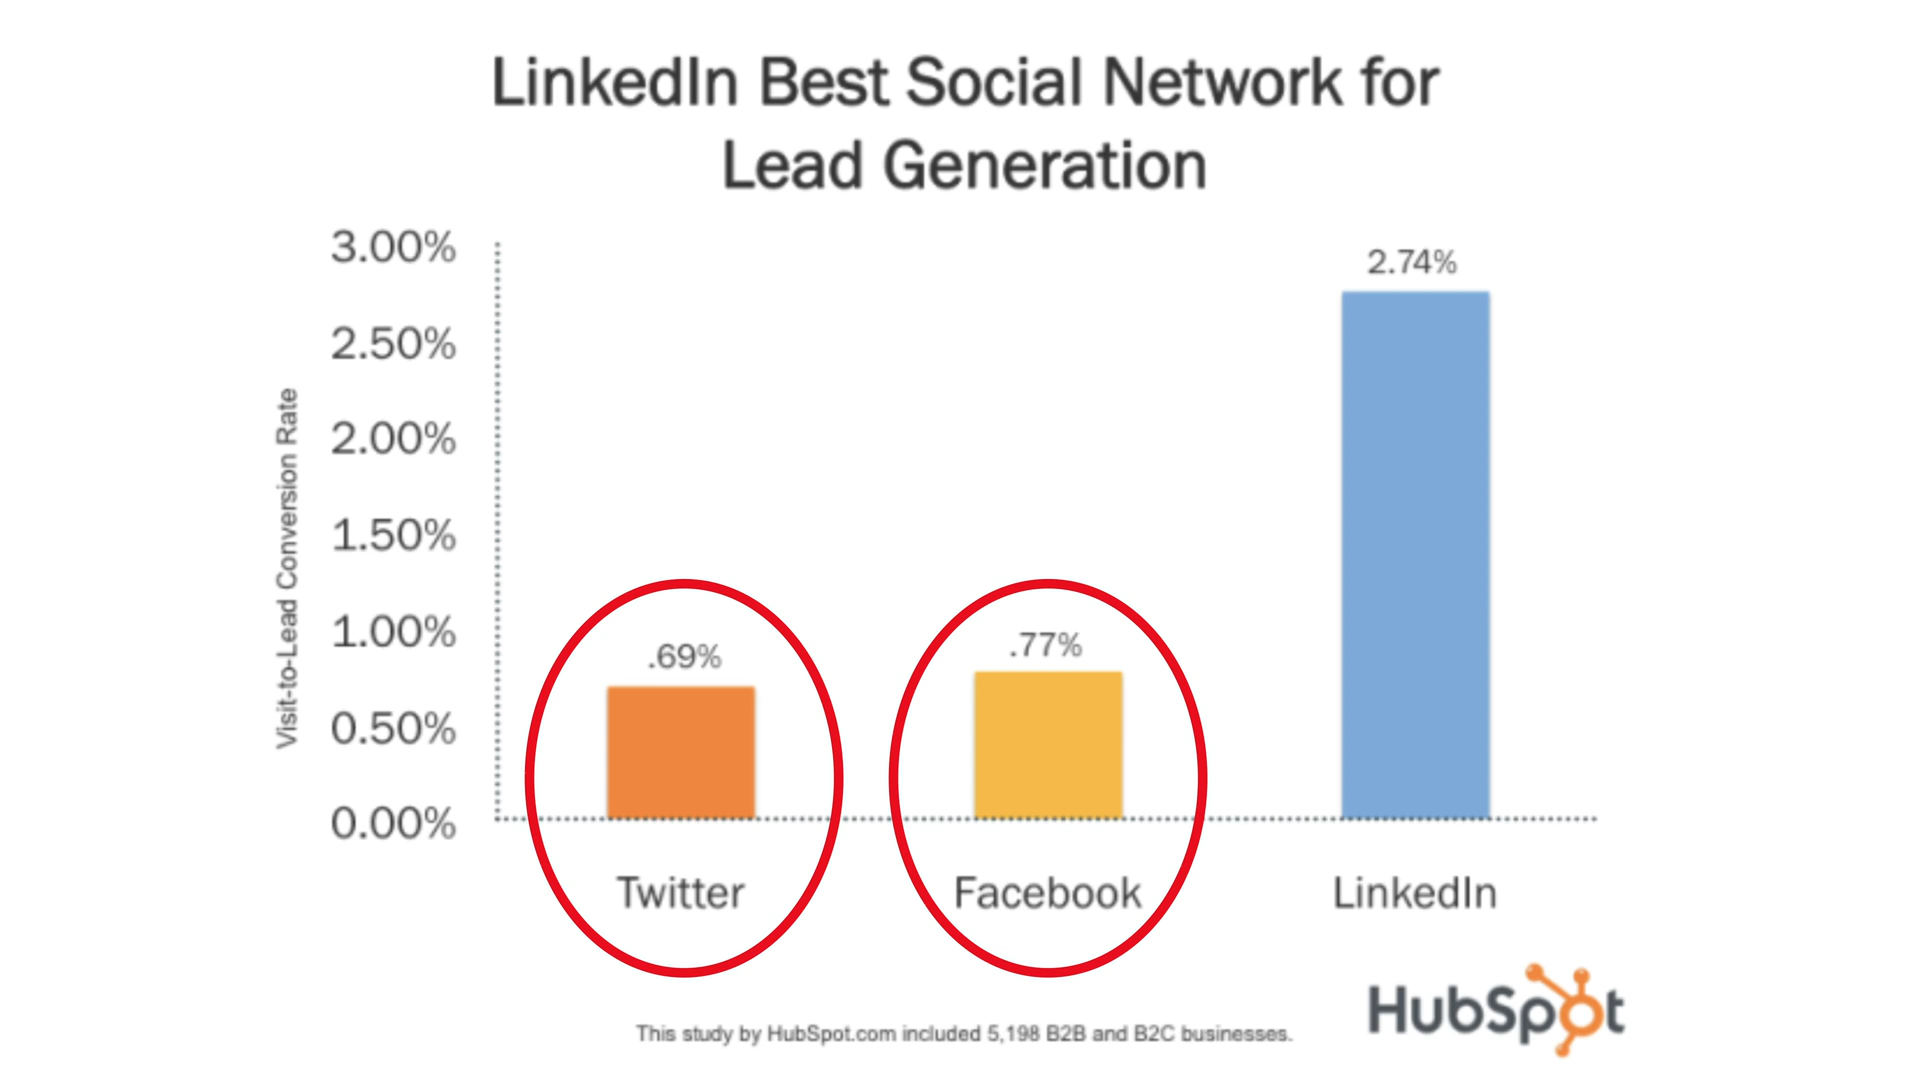 LinkedIn Best Social Network for
Lead Generation
3.00%
2.50%
2.00%
1.50%
1.00%
0.50%
0.00%
Visit-to-Lead Conversion Rate
.69%
.77%
2.74%
Twitter
Facebook
LinkedIn
This study by HubSpot.com included 5,198 B2B and B2C businesses.
HubSpot